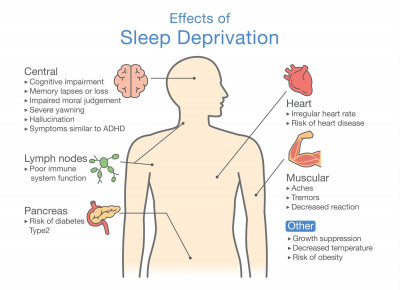 Effects of
Sleep Deprivation
Central
Cognitive impairment
Memory lapses or loss
Impaired moral judgement
Severe yawning
Hallucination
Symptoms similar to ADHD
Lymph nodes
Poor immune
system function
Pancreas
Risk of diabetes
Type2
Heart
Irregular heart rate
Risk of heart disease
Muscular
Aches
Tremors
Decreased reaction
Other
Growth suppression
Decreased temperature
Risk of obesity